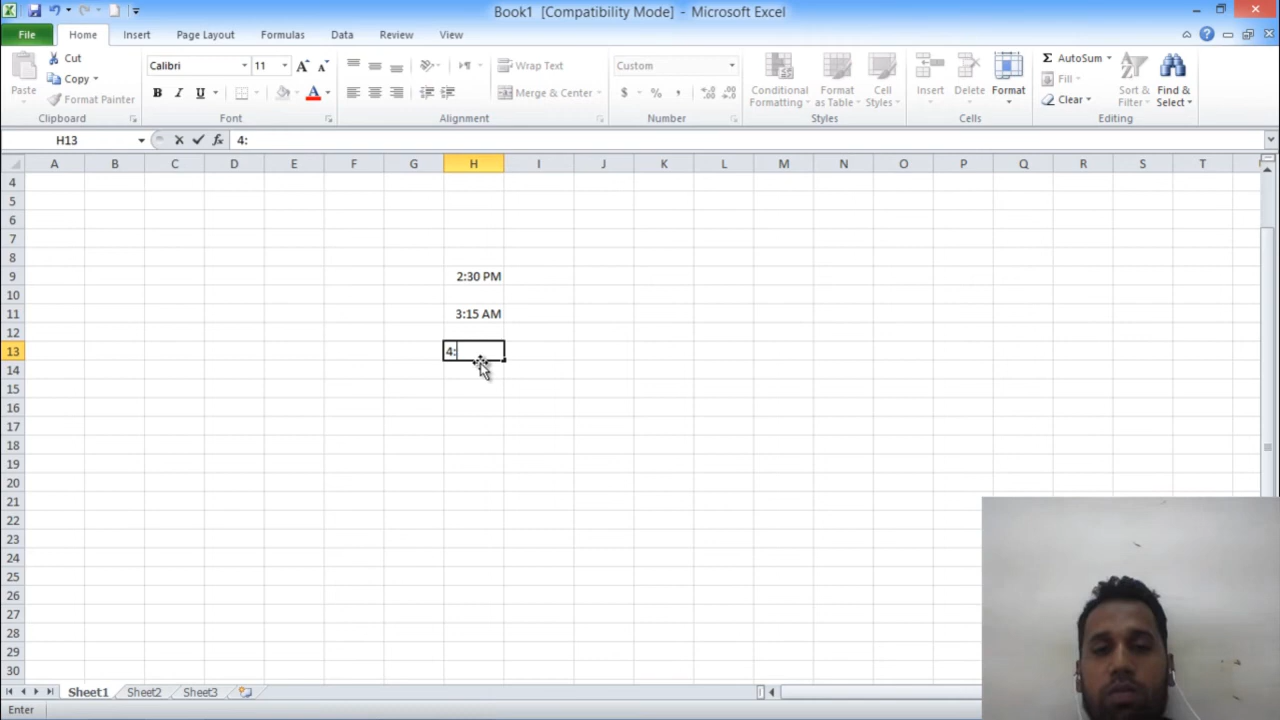 Book1 [Compatibility Mode] - Microsoft Excel
File Home Insert Page Layout Formulas Data Review View
Paste
Cut
Copy
Format Painter
Clipboard
Calibri 11
B I U
Font
Wrap Text
Merge & Center
Alignment
Custom
$ % ,
Number
Conditional Formatting
Format as Table
Cell Styles
Styles
Insert
Delete
Format
Cells
AutoSum
Fill
Clear
Sort & Filter
Find & Select
Editing
H13 fx 4:
A B C D E F G H I J K L M N O P Q R S T
4
5
6
7
8
9 2:30 PM
10
11 3:15 AM
12
13 4:
14
15
16
17
18
19
20
21
22
23
24
25
26
27
28
29
30
Sheet1 Sheet2 Sheet3
Enter